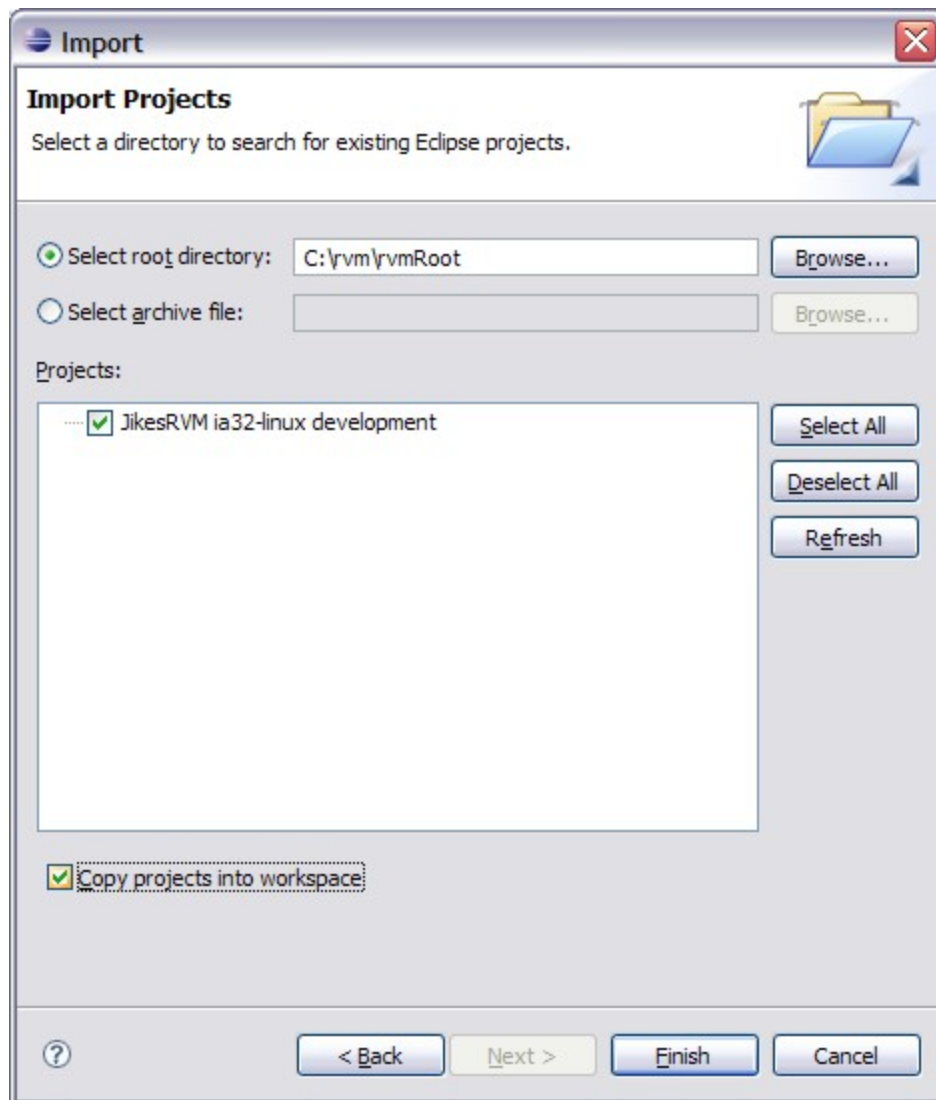 Import
Import Projects
Select a directory to search for existing Eclipse projects.
Select root directory: C:\rvm\rvmRoot Browse...
Select archive file: Browse...
Projects:
JikesRVM ia32-linux development
Select All
Deselect All
Refresh
Copy projects into workspace
? < Back Next > Finish Cancel